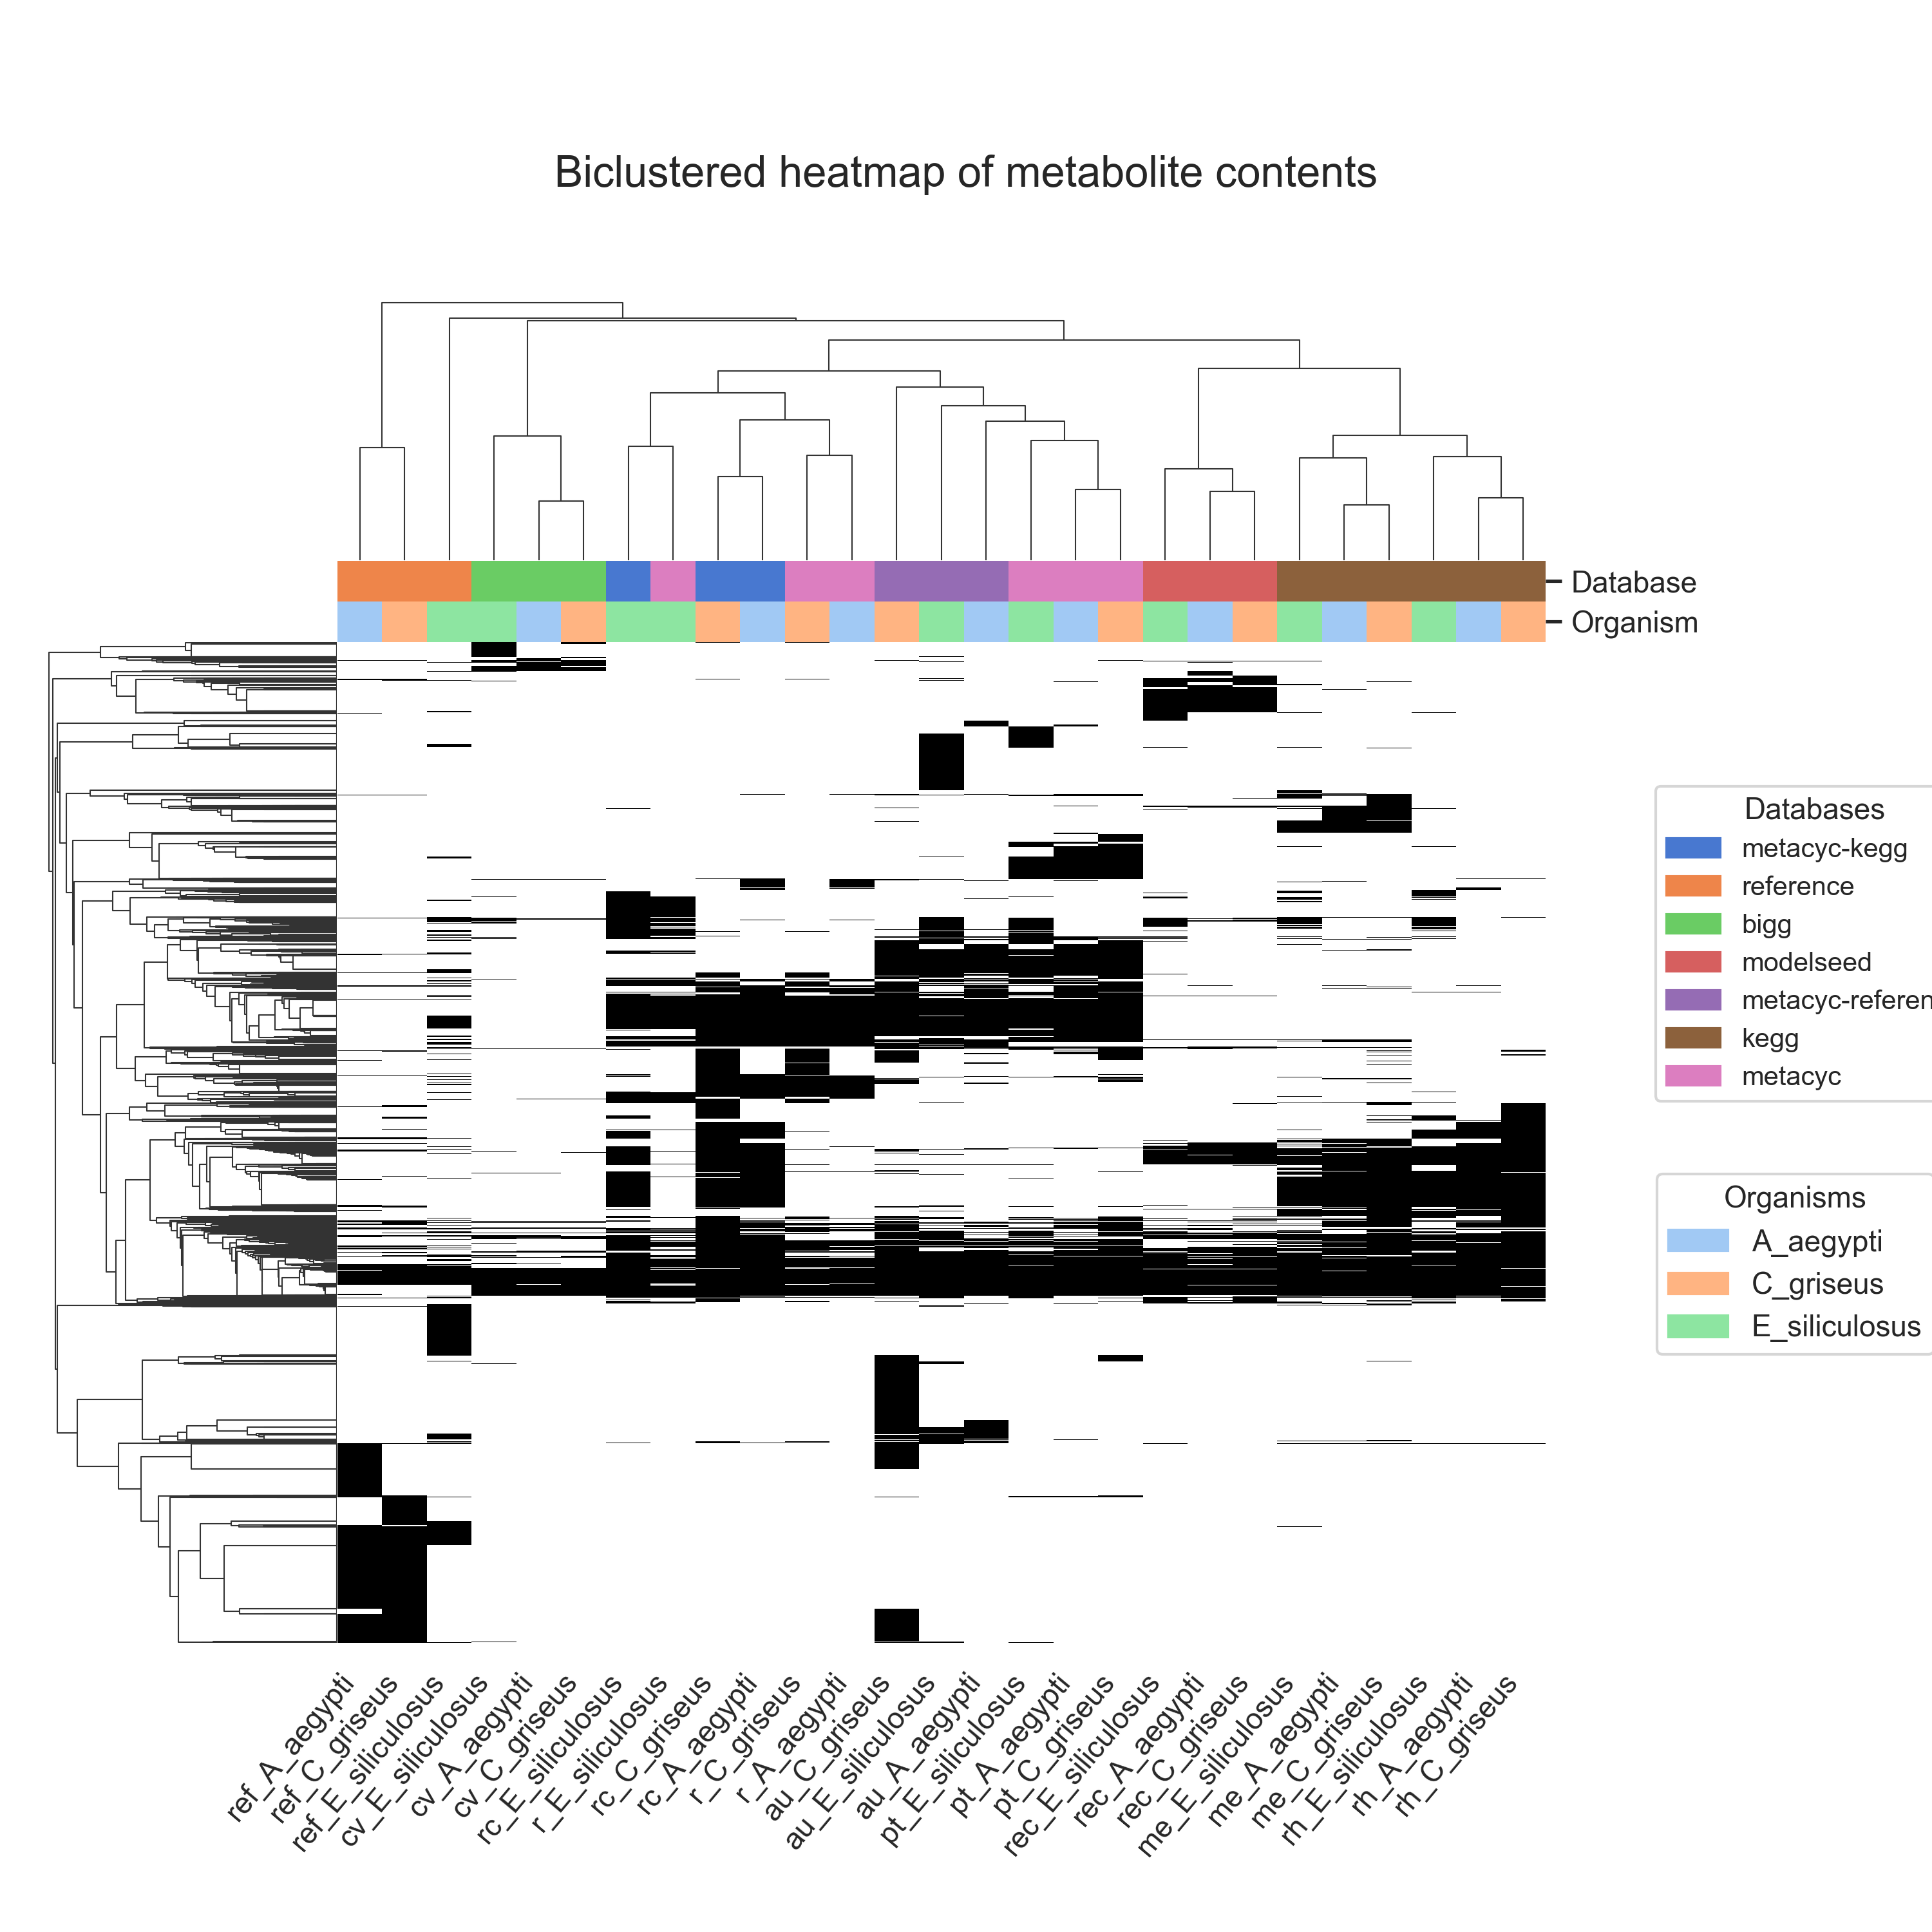 Biclustered heatmap of metabolite contents
Database
Organism
Databases
metacyc-kegg
reference
bigg
modelseed
metacyc-referen
kegg
metacyc
Organisms
A_aegypti
C_griseus
E_siliculosus
ref_A_aegypti
ref_C_griseus
ref_E_siliculosus
cv_E_siliculosus
cv_A_aegypti
cv_C_griseus
rc_E_siliculosus
r_E_siliculosus
rc_C_griseus
rc_A_aegypti
r_C_griseus
r_A_aegypti
au_C_griseus
au_E_siliculosus
au_A_aegypti
pt_E_siliculosus
pt_A_aegypti
pt_C_griseus
rec_E_siliculosus
rec_A_aegypti
rec_C_griseus
me_E_siliculosus
me_A_aegypti
me_C_griseus
rh_E_siliculosus
rh_A_aegypti
rh_C_griseus